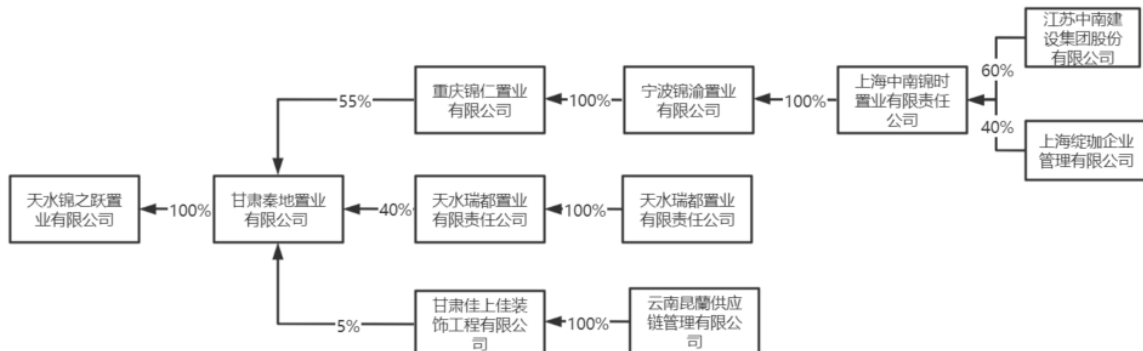 江苏中南建
设集团股份
有限公司
60%
重庆锦仁置业
有限公司
宁波锦渝置业
有限公司
上海中南锦时
置业有限责任
公司
55%
100%
100%
40%
上海绽珈企业
管理有限公司
天水锦之跃置
业有限公司
100%
甘肃秦地置业
有限公司
40%
天水瑞都置业
有限责任公司
100%
天水瑞都置业
有限责任公司
5%
甘肃佳上佳装
饰工程有限公
司
100%
云南昆蘭供应
链管理有限公
司